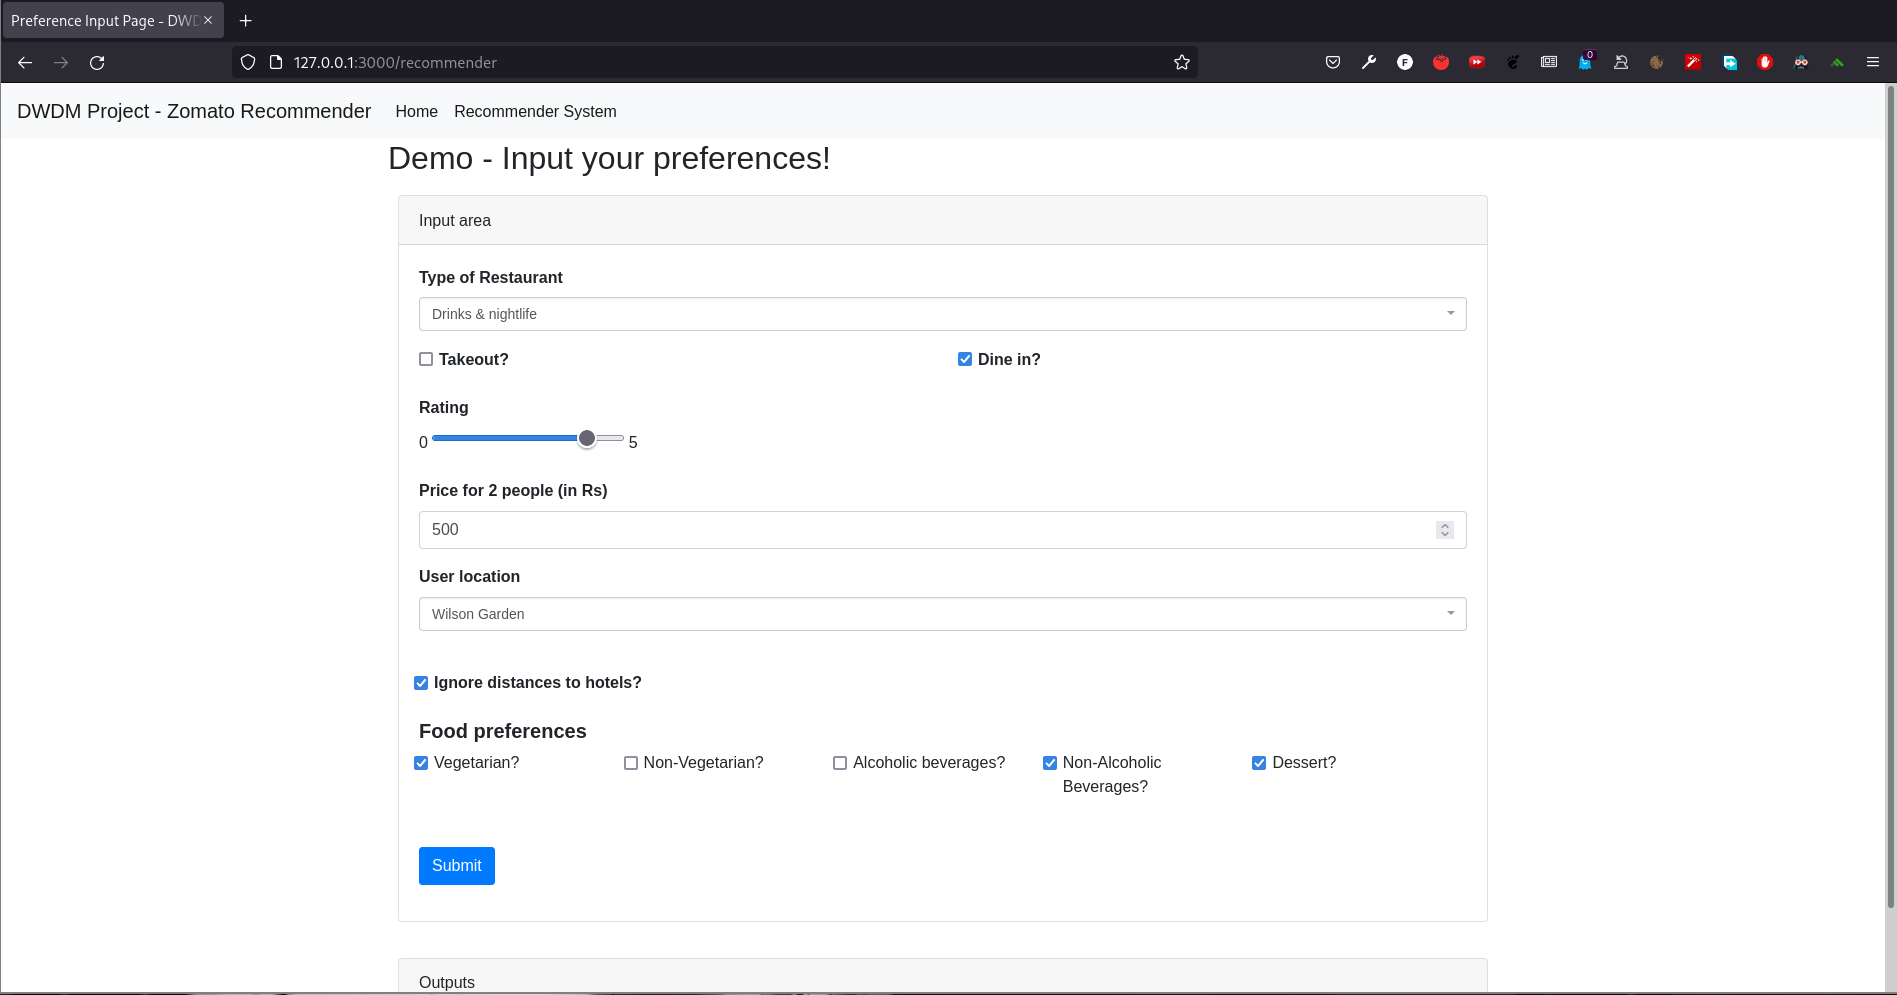 Preference Input Page - DWD
127.0.0.1:3000/recommender
F
0
DWDM Project - Zomato Recommender
Home
Recommender System
Demo - Input your preferences!
Input area
Type of Restaurant
Drinks & nightlife
Takeout?
Dine in?
Rating
0
5
Price for 2 people (in Rs)
500
User location
Wilson Garden
Ignore distances to hotels?
Food preferences
Vegetarian?
Non-Vegetarian?
Alcoholic beverages?
Non-Alcoholic
Beverages?
Dessert?
Submit
Outputs